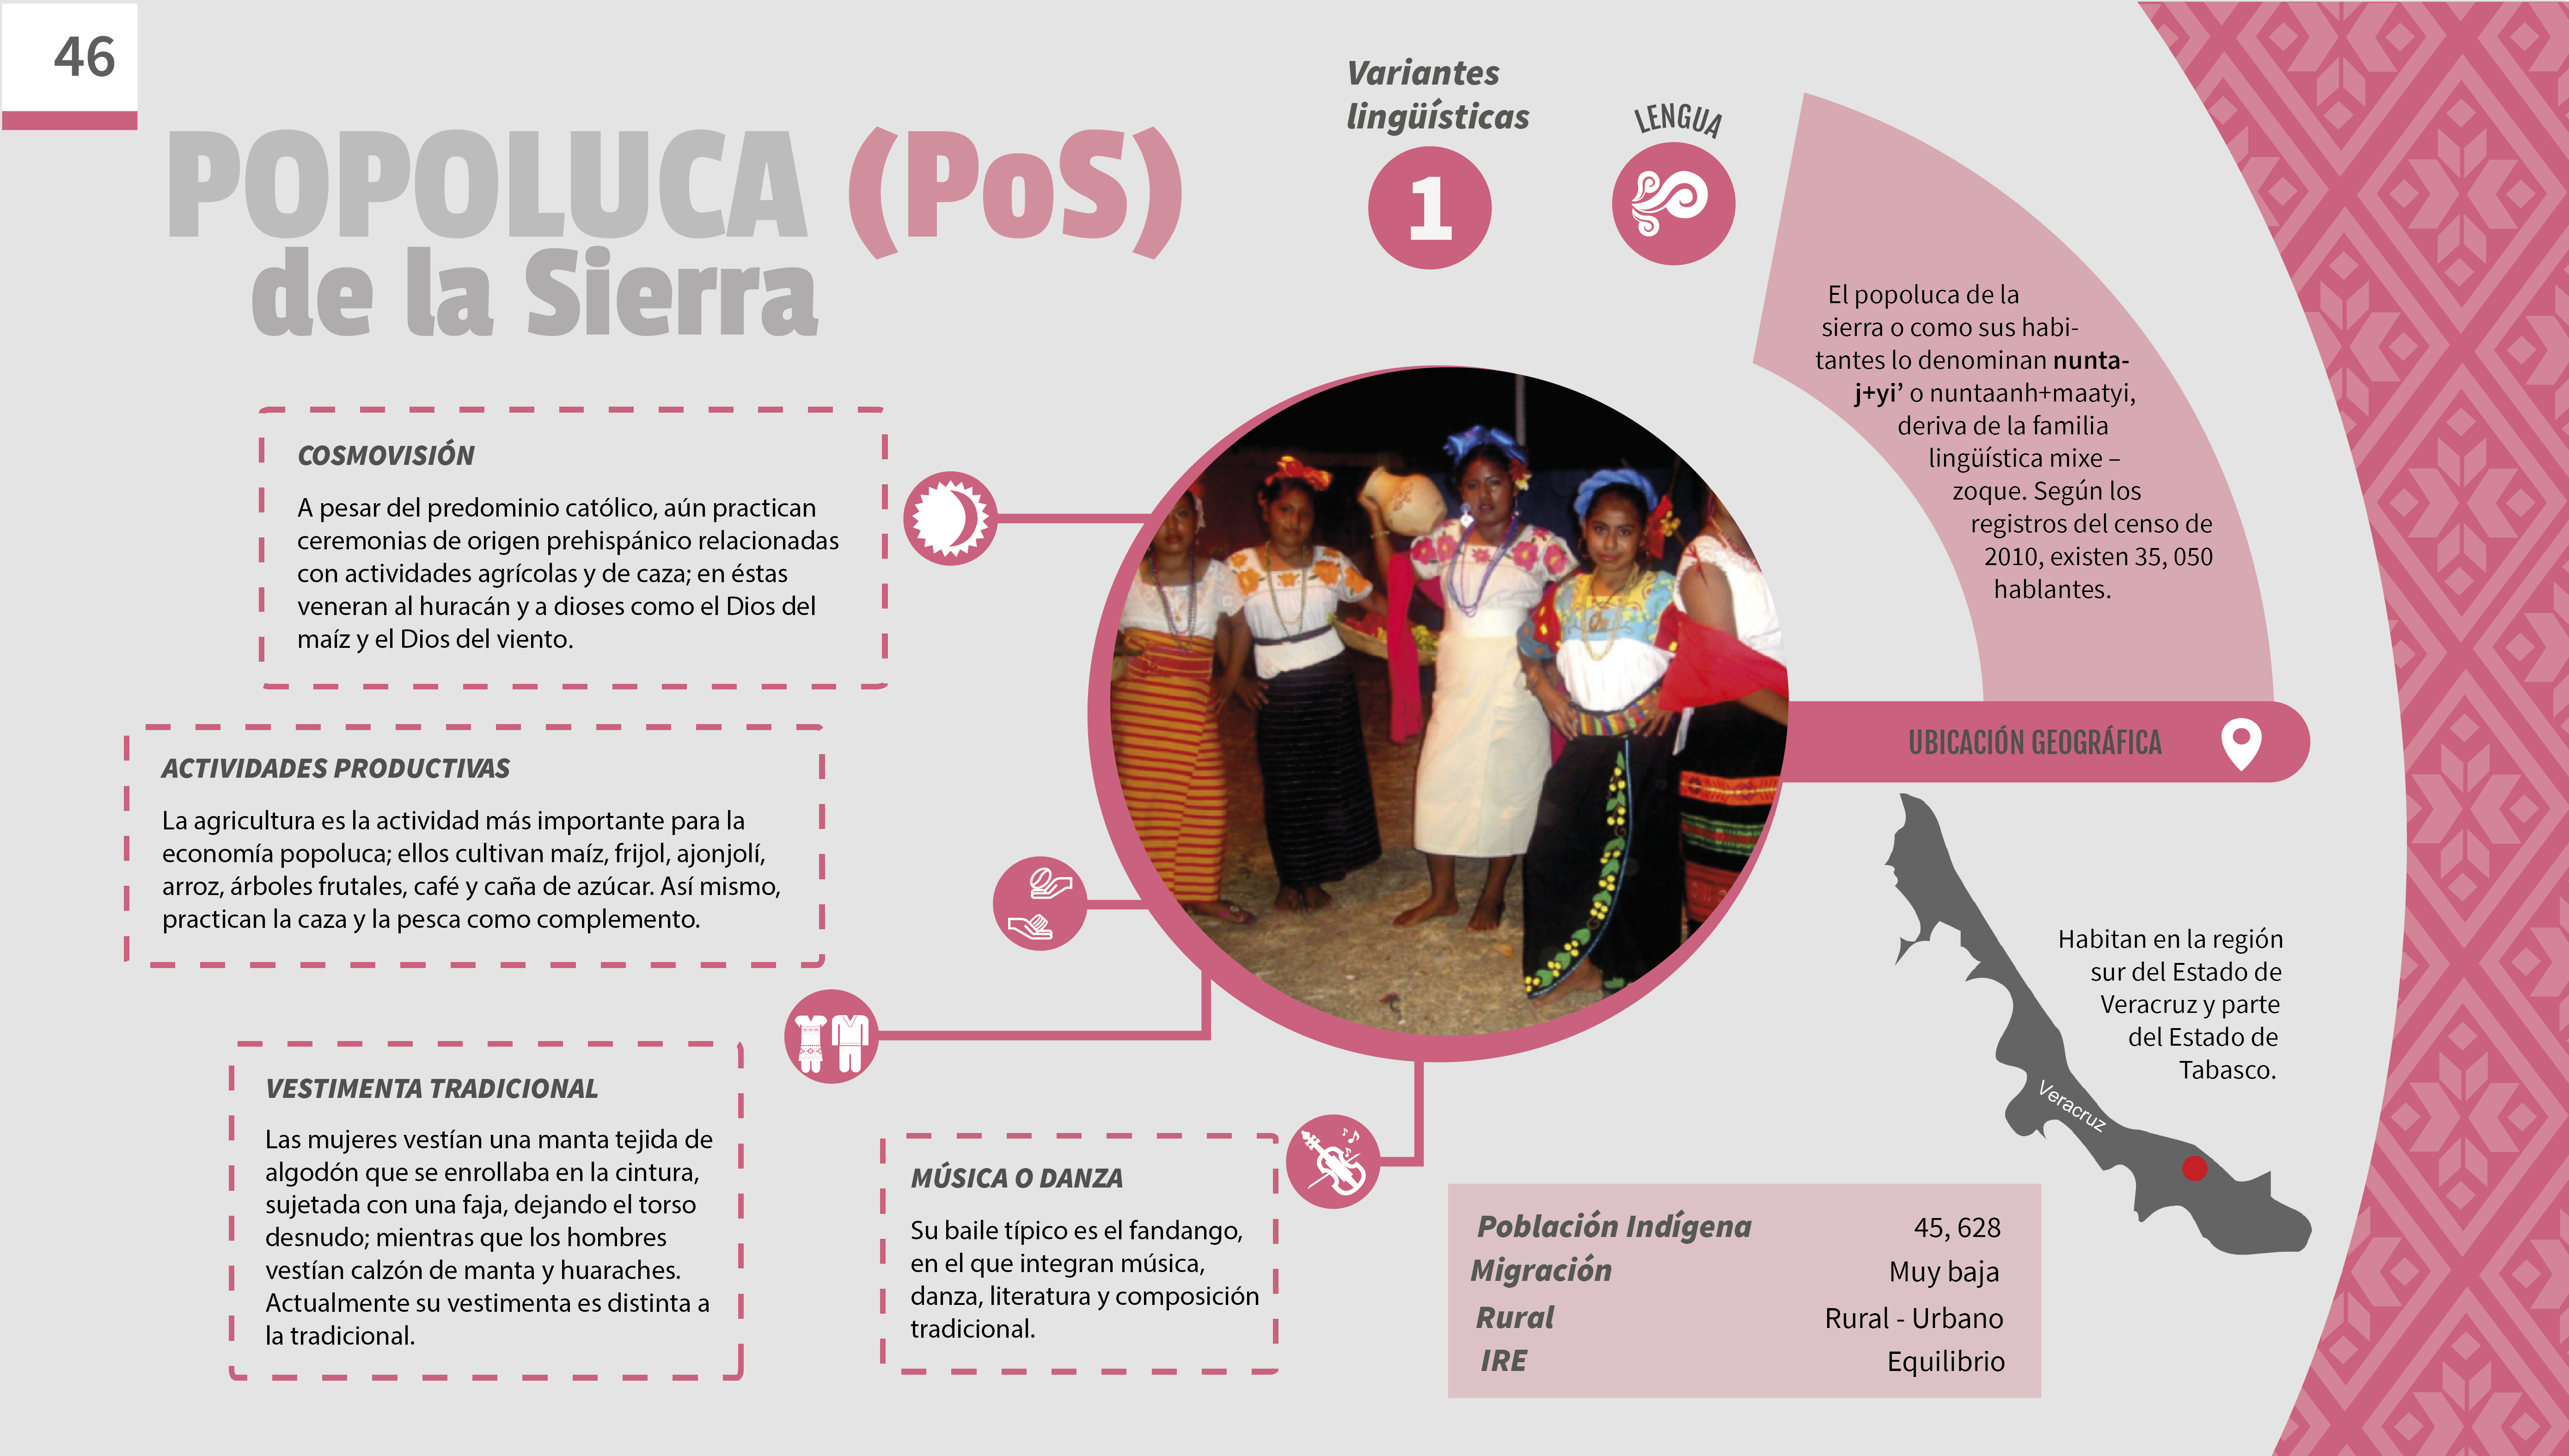 46
POPOLUCA (PoS)
de la Sierra
Variantes
lingüísticas
1
LENGUA
El popoluca de la
sierra o como sus habi-
tantes lo denominan nunta-
j+yi’ o nuntaanh+maatyi,
deriva de la familia
lingüística mixe –
zoque. Según los
registros del censo de
2010, existen 35, 050
hablantes.
COSMOVISIÓN
A pesar del predominio católico, aún practican
ceremonias de origen prehispánico relacionadas
con actividades agrícolas y de caza; en éstas
veneran al huracán y a dioses como el Dios del
maíz y el Dios del viento.
ACTIVIDADES PRODUCTIVAS
La agricultura es la actividad más importante para la
economía popoluca; ellos cultivan maíz, frijol, ajonjolí,
arroz, árboles frutales, café y caña de azúcar. Así mismo,
practican la caza y la pesca como complemento.
VESTIMENTA TRADICIONAL
Las mujeres vestían una manta tejida de
algodón que se enrollaba en la cintura,
sujetada con una faja, dejando el torso
desnudo; mientras que los hombres
vestían calzón de manta y huaraches.
Actualmente su vestimenta es distinta a
la tradicional.
MÚSICA O DANZA
Su baile típico es el fandango,
en el que integran música,
danza, literatura y composición
tradicional.
UBICACIÓN GEOGRÁFICA
Habitan en la región
sur del Estado de
Veracruz y parte
del Estado de
Tabasco.
Veracruz
Población Indígena 45, 628
Migración Muy baja
Rural Rural - Urbano
IRE Equilibrio